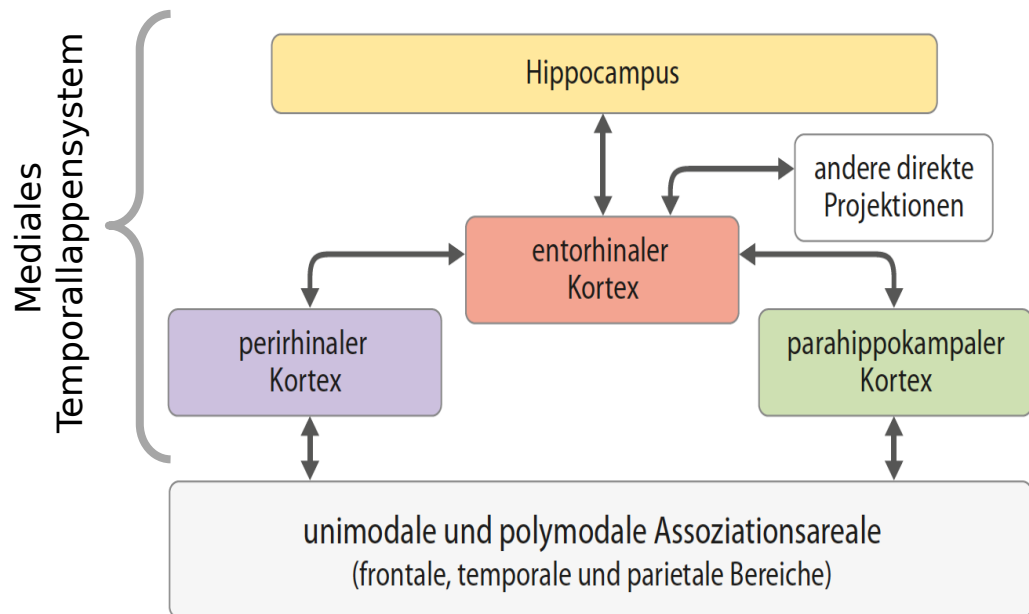 Mediales
Temporallappensystem
Hippocampus
andere direkte
Projektionen
entorhinaler
Kortex
perirhinaler
Kortex
parahippokampaler
Kortex
unimodale und polymodale Assoziationsareale
(frontale, temporale und parietale Bereiche)